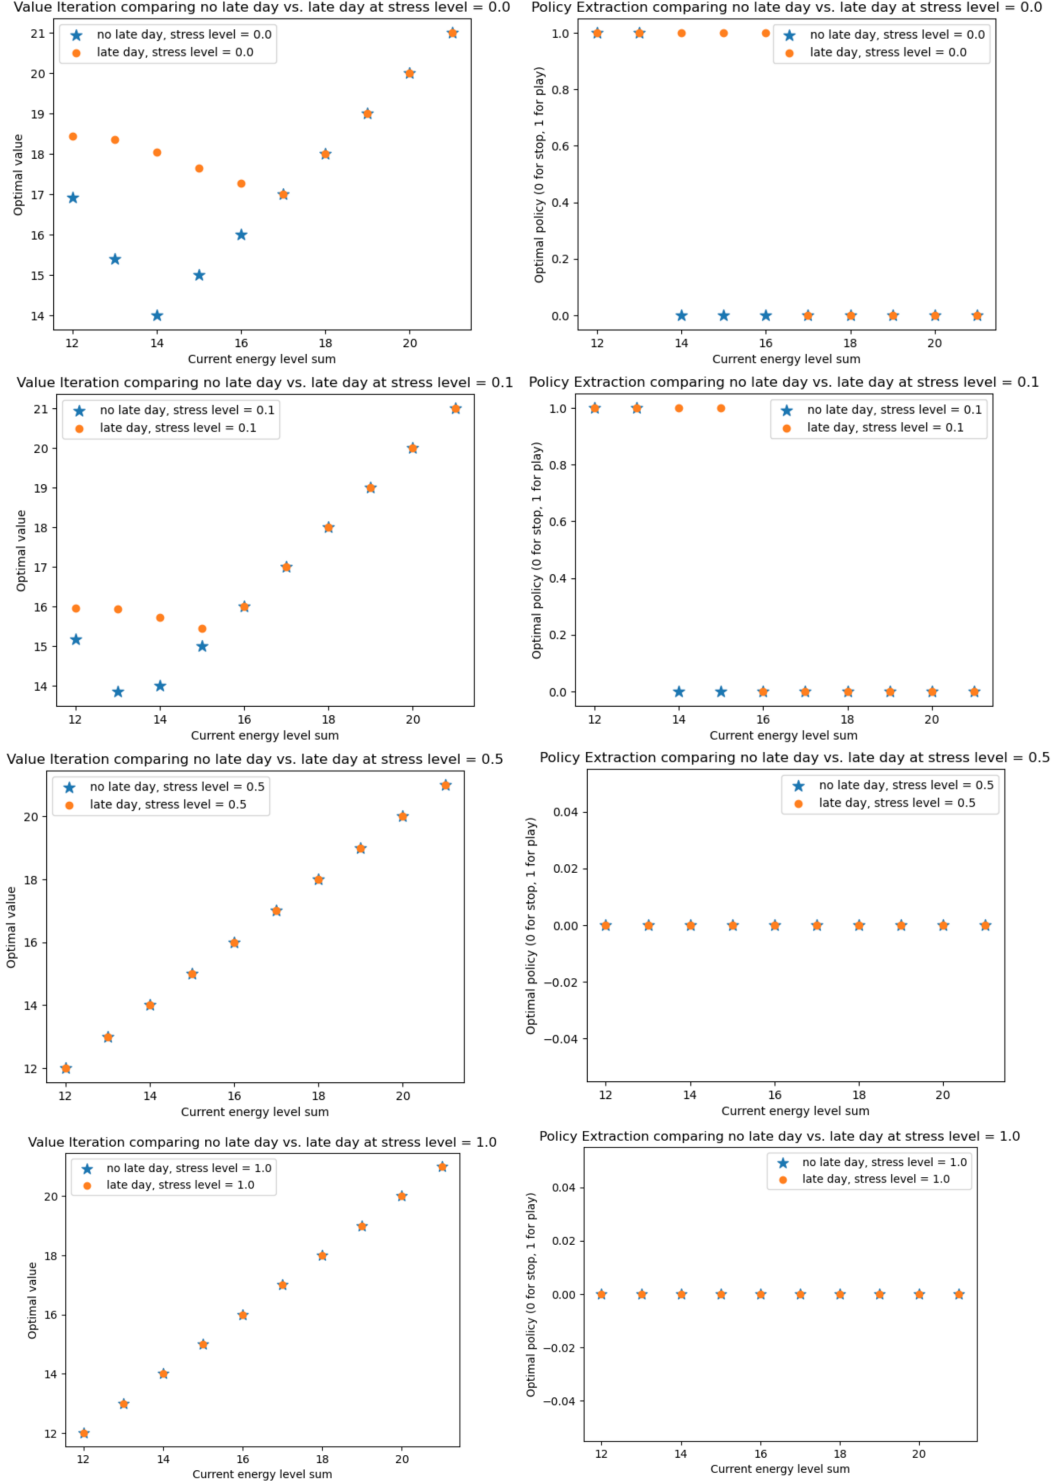 Value Iteration comparing no late day vs. late day at stress level = 0.0
no late day, stress level = 0.0
late day, stress level = 0.0
Optimal value
21
20
19
18
17
16
15
14
12
14
16
18
20
Current energy level sum
Policy Extraction comparing no late day vs. late day at stress level = 0.0
no late day, stress level = 0.0
late day, stress level = 0.0
Optimal policy (0 for stop, 1 for play)
1.0
0.8
0.6
0.4
0.2
0.0
12
14
16
18
20
Current energy level sum
Value Iteration comparing no late day vs. late day at stress level = 0.1
no late day, stress level = 0.1
late day, stress level = 0.1
Optimal value
21
20
19
18
17
16
15
14
12
14
16
18
20
Current energy level sum
Policy Extraction comparing no late day vs. late day at stress level = 0.1
no late day, stress level = 0.1
late day, stress level = 0.1
Optimal policy (0 for stop, 1 for play)
1.0
0.8
0.6
0.4
0.2
0.0
12
14
16
18
20
Current energy level sum
Value Iteration comparing no late day vs. late day at stress level = 0.5
no late day, stress level = 0.5
late day, stress level = 0.5
Optimal value
20
18
16
14
12
12
14
16
18
20
Current energy level sum
Policy Extraction comparing no late day vs. late day at stress level = 0.5
no late day, stress level = 0.5
late day, stress level = 0.5
Optimal policy (0 for stop, 1 for play)
0.04
0.02
0.00
−0.02
−0.04
12
14
16
18
20
Current energy level sum
Value Iteration comparing no late day vs. late day at stress level = 1.0
no late day, stress level = 1.0
late day, stress level = 1.0
Optimal value
20
18
16
14
12
12
14
16
18
20
Current energy level sum
Policy Extraction comparing no late day vs. late day at stress level = 1.0
no late day, stress level = 1.0
late day, stress level = 1.0
Optimal policy (0 for stop, 1 for play)
0.04
0.02
0.00
−0.02
−0.04
12
14
16
18
20
Current energy level sum